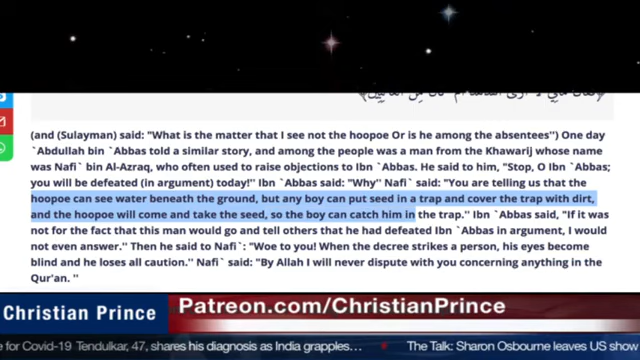 (and (Sulayman) said: "What is the matter that I see not the hoopoe Or is he among the absentees'') One day
`Abdullah bin `Abbas told a similar story, and among the people was a man from the Khawarij whose name
was Nafi` bin Al-Azraq, who often used to raise objections to Ibn `Abbas. He said to him, "Stop, O Ibn `Abbas;
you will be defeated (in argument) today!'' Ibn `Abbas said: "Why'' Nafi` said: "You are telling us that the
hoopoe can see water beneath the ground, but any boy can put seed in a trap and cover the trap with dirt,
and the hoopoe will come and take the seed, so the boy can catch him in the trap.'' Ibn `Abbas said, "If it was
not for the fact that this man would go and tell others that he had defeated Ibn `Abbas in argument, I would
not even answer.'' Then he said to Nafi`: "Woe to you! When the decree strikes a person, his eyes become
blind and he loses all caution.'' Nafi` said: "By Allah I will never dispute with you concerning anything in the
Qur'an. ''
Christian Prince
Patreon.com/ChristianPrince
e for Covid-19 Tendulkar, 47, shares his diagnosis as India grapples…
The Talk: Sharon Osbourne leaves US show